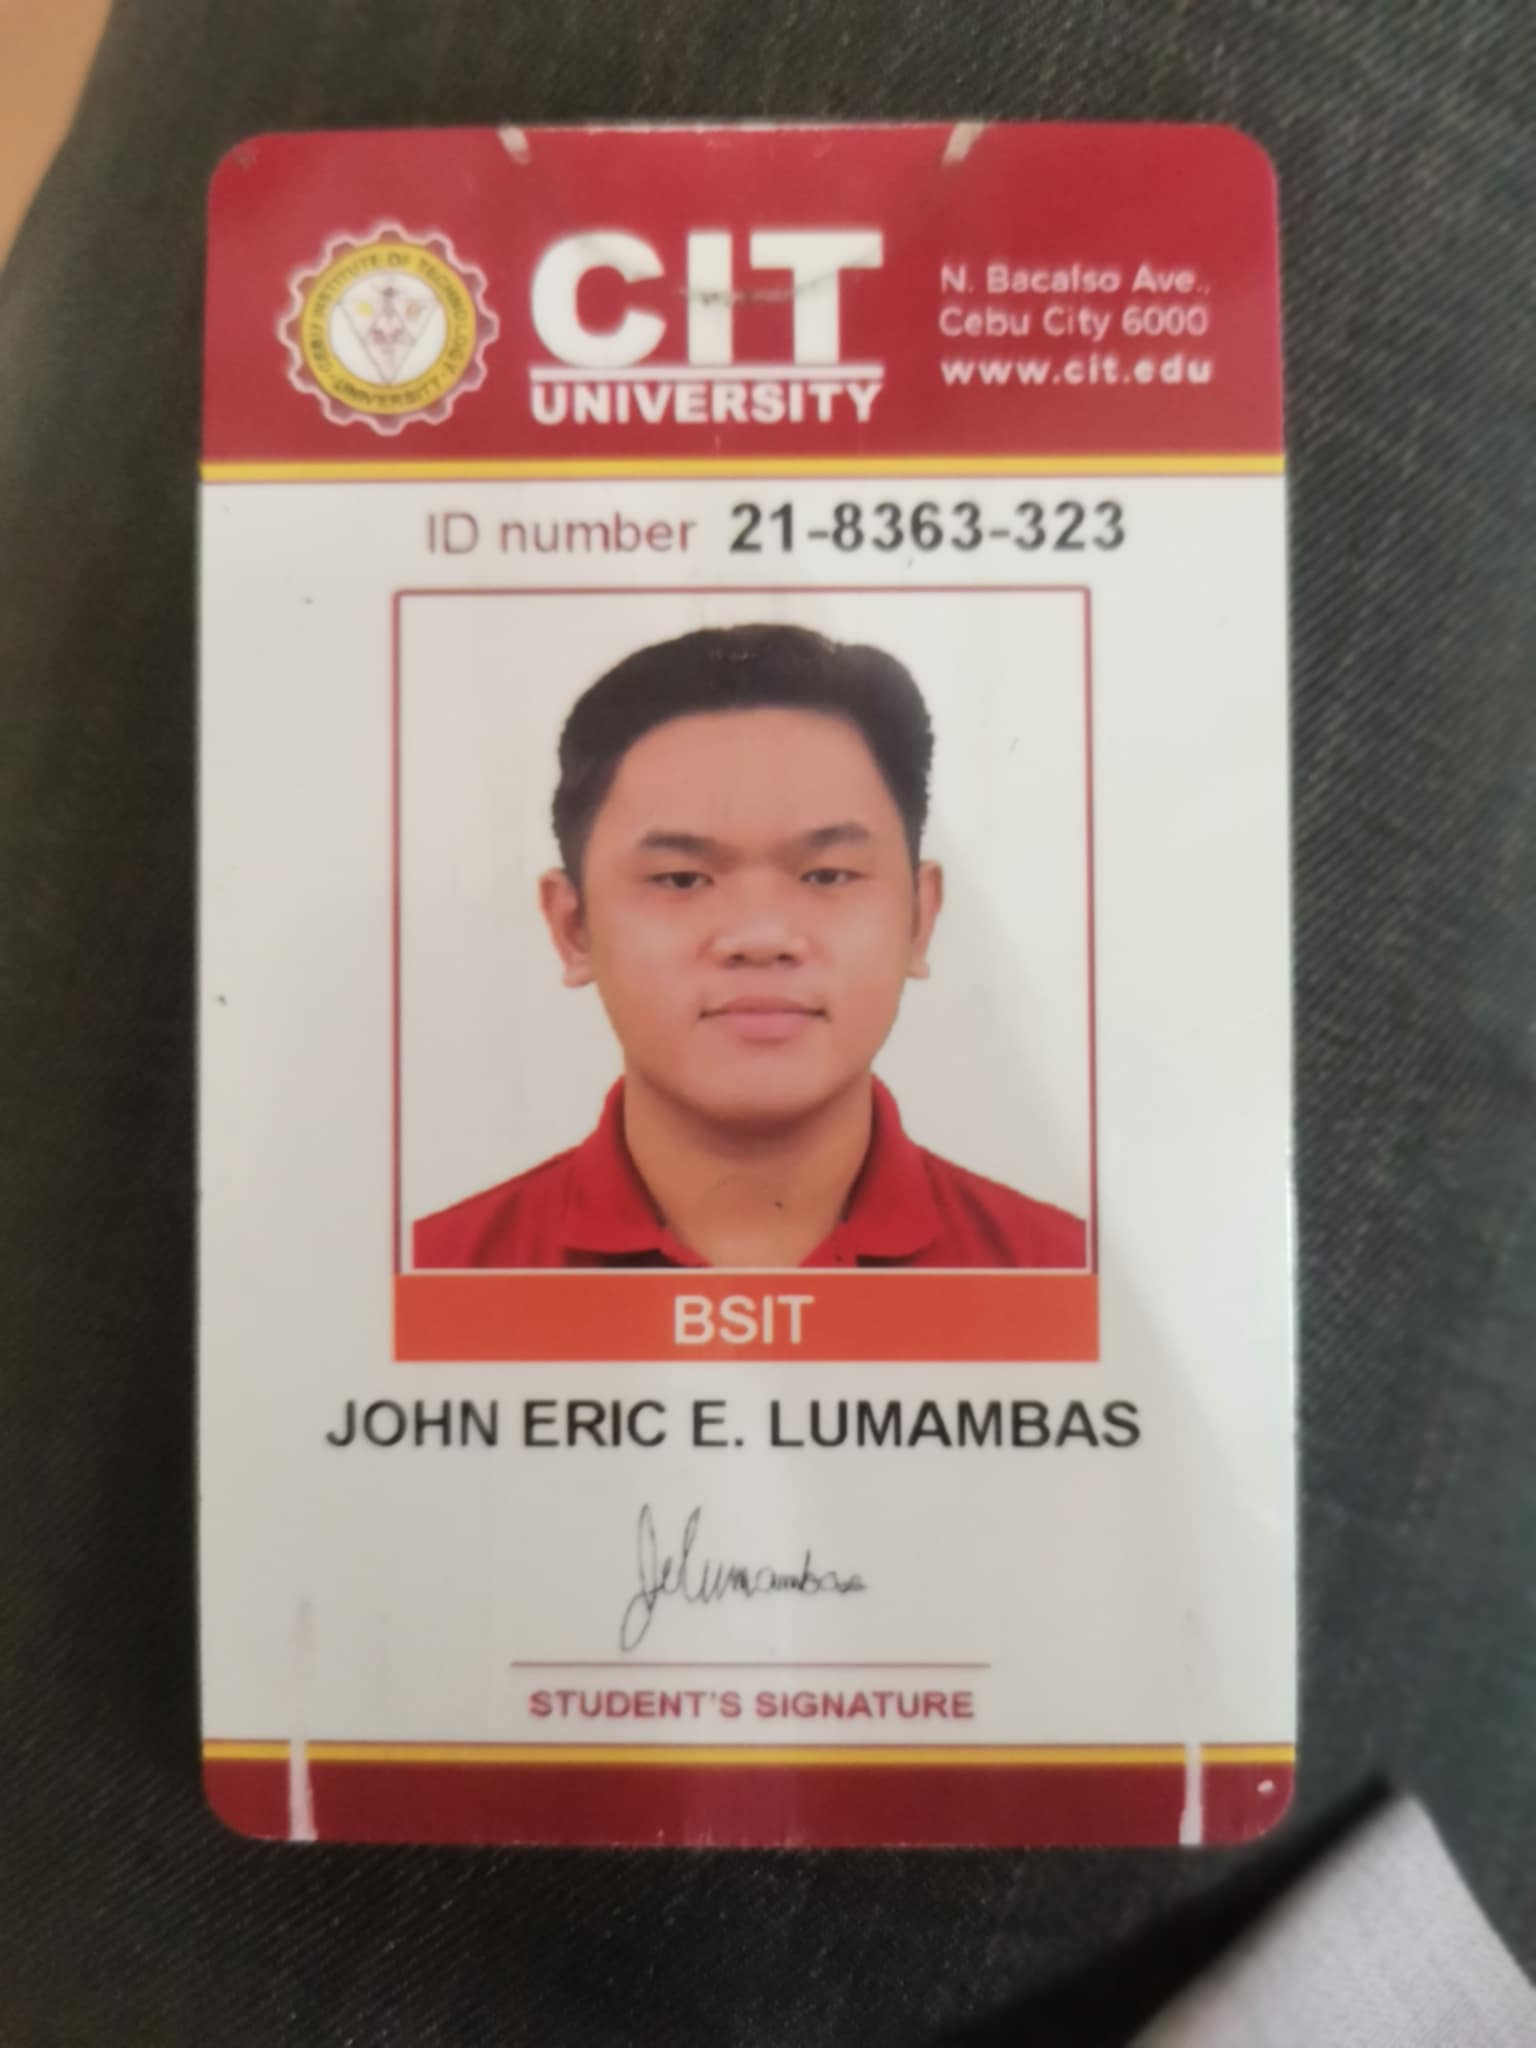 CEBU INSTITUTE OF TECHNOLOGY
UNIVERSITY
CIT
UNIVERSITY
N. Bacalso Ave.,
Cebu City 6000
www.cit.edu
ID number 21-8363-323
BSIT
JOHN ERIC E. LUMAMBAS
Jelumambas
STUDENT'S SIGNATURE